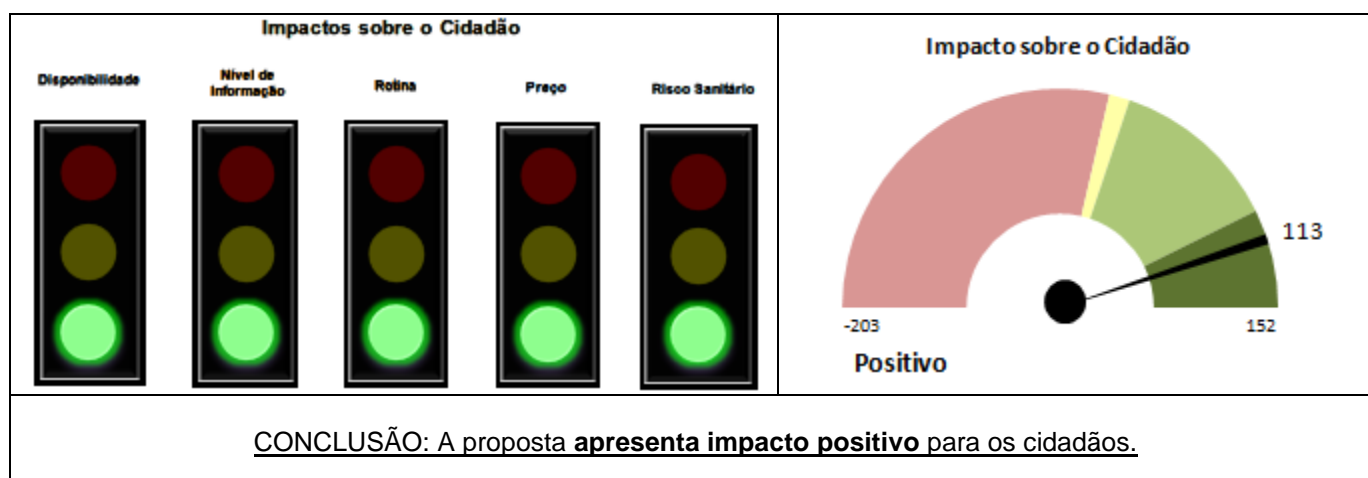 Impactos sobre o Cidadão
Disponibilidade
Nível de
Informação
Rotina
Preço
Risco Sanitário
Impacto sobre o Cidadão
113
-203
152
Positivo
CONCLUSÃO: A proposta apresenta impacto positivo para os cidadãos.